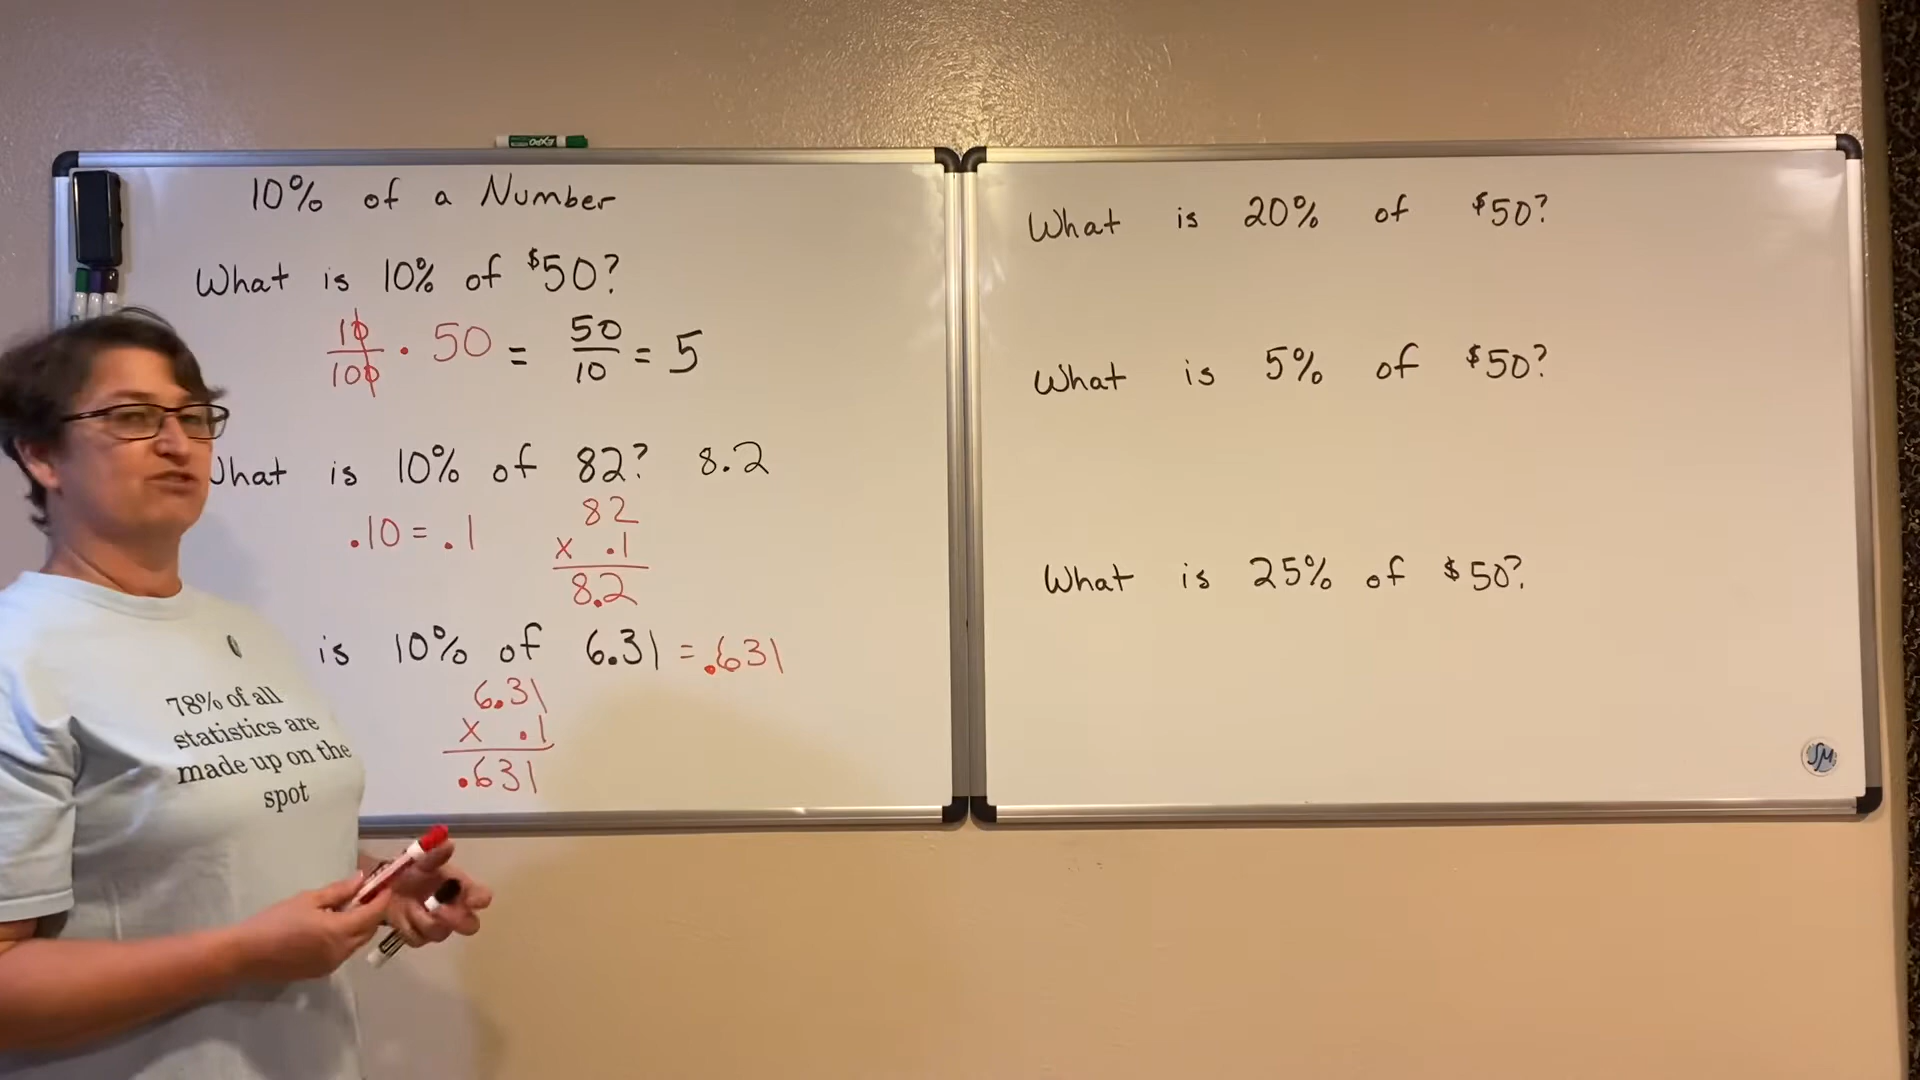 EXPO
10% of a Number
What is 10% of $50?
10/100 · 50 = 50/10 = 5
What is 10% of 82? 8.2
.10 = .1
82
x .1
8.2
is 10% of 6.31 = .631
6.31
x .1
.631
What is 20% of $50?
What is 5% of $50?
What is 25% of $50?
SM
78% of all
statistics are
made up on the
spot